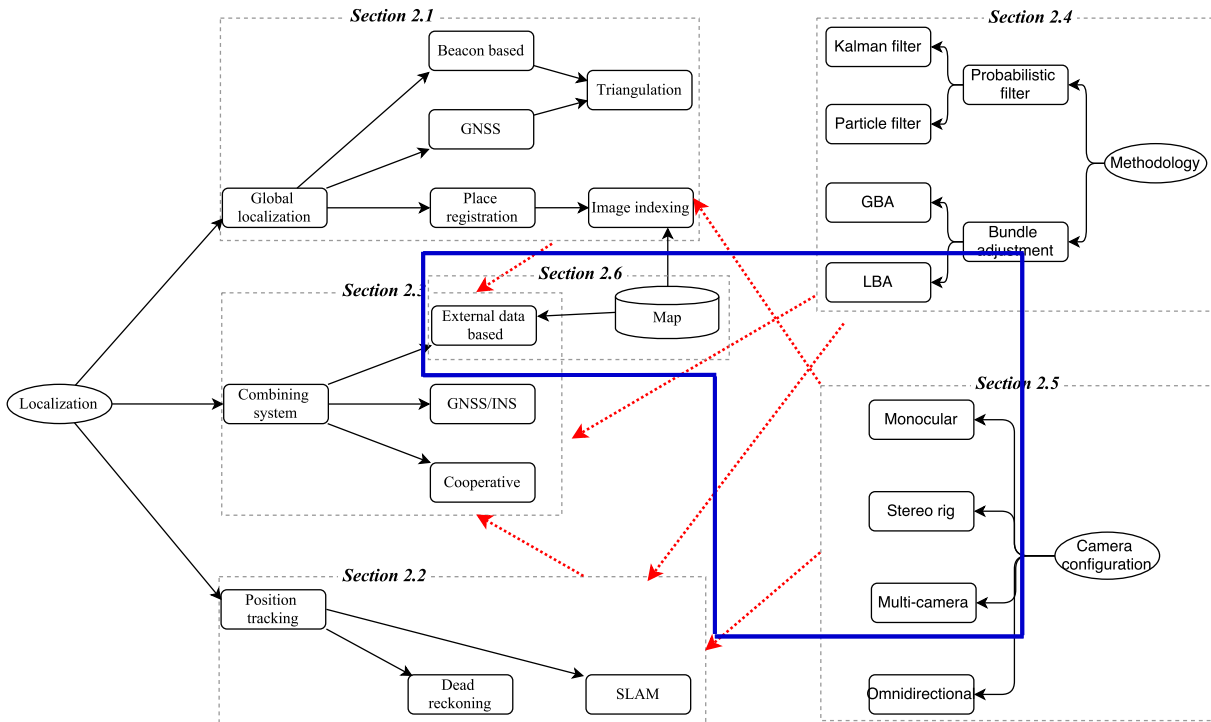 Section 2.1
Beacon based
Triangulation
GNSS
Global
localization
Place
registration
Image indexing
Section 2.4
Kalman filter
Probabilistic
filter
Particle filter
Methodology
GBA
Bundle
adjustment
LBA
Section 2.6
Section 2.3
External data
based
Map
Localization
Combining
system
GNSS/INS
Cooperative
Section 2.5
Monocular
Stereo rig
Camera
configuration
Multi-camera
Omnidirectiona
Section 2.2
Position
tracking
Dead
reckoning
SLAM